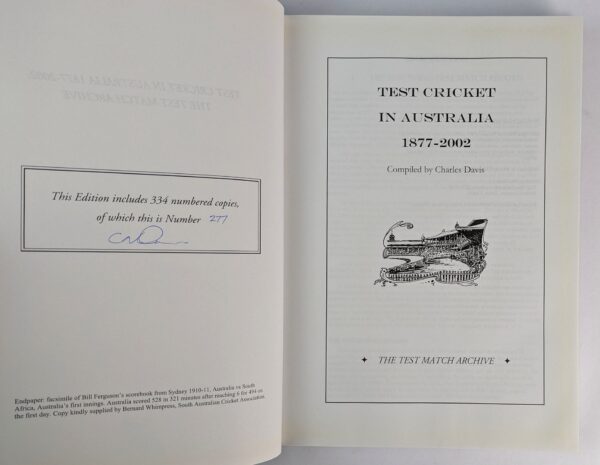 This Edition includes 334 numbered copies,
of which this is Number 277
Endpaper: facsimile of Bill Ferguson's scorebook from Sydney 1910-11, Australia vs South
Africa, Australia's first innings. Australia scored 528 in 321 minutes after reaching 6 for 494 on
the first day. Copy kindly supplied by Bernard Whimpress, South Australian Cricket Association.
TEST CRICKET
IN AUSTRALIA
1877-2002
Compiled by Charles Davis
THE TEST MATCH ARCHIVE